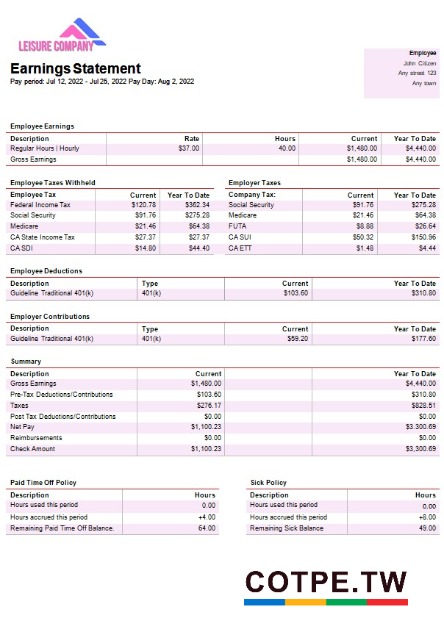 LEISURE COMPANY
Employee
John Citizen
Any street 123
Any town
Earnings Statement
Pay period: Jul 12, 2022 - Jul 25, 2022 Pay Day: Aug 2, 2022
Employee Earnings
Description Rate Hours Current Year To Date
Regular Hours | Hourly $37.00 40.00 $1,480.00 $4,440.00
Gross Earnings $1,480.00 $4,440.00
Employee Taxes Withheld
Employee Tax Current Year To Date
Federal Income Tax $120.78 $362.34
Social Security $91.76 $275.28
Medicare $21.46 $64.38
CA State Income Tax $27.37 $27.37
CA SDI $14.80 $44.40
Employer Taxes
Company Tax: Current Year To Date
Social Security $91.76 $275.28
Medicare $21.46 $64.38
FUTA $8.88 $26.64
CA SUI $50.32 $150.96
CA ETT $1.48 $4.44
Employee Deductions
Description Type Current Year To Date
Guideline Traditional 401(k) 401(k) $103.60 $310.80
Employer Contributions
Description Type Current Year To Date
Guideline Traditional 401(k) 401(k) $59.20 $177.60
Summary
Description Current Year To Date
Gross Earnings $1,480.00 $4,440.00
Pre-Tax Deductions/Contributions $103.60 $310.80
Taxes $276.17 $828.51
Post Tax Deductions/Contributions $0.00 $0.00
Net Pay $1,100.23 $3.300.69
Reimbursements $0.00 $0.00
Check Amount $1,100.23 $3,300.69
Paid Time Off Policy
Description Hours
Hours used this period 0.00
Hours accrued this period +4.00
Remaining Paid Time Off Balance. 64.00
Sick Policy
Description Hours
Hours used this period 0.00
Hours accrued this period +8.00
Remaining Sick Balance 49.00
COTPE.TW